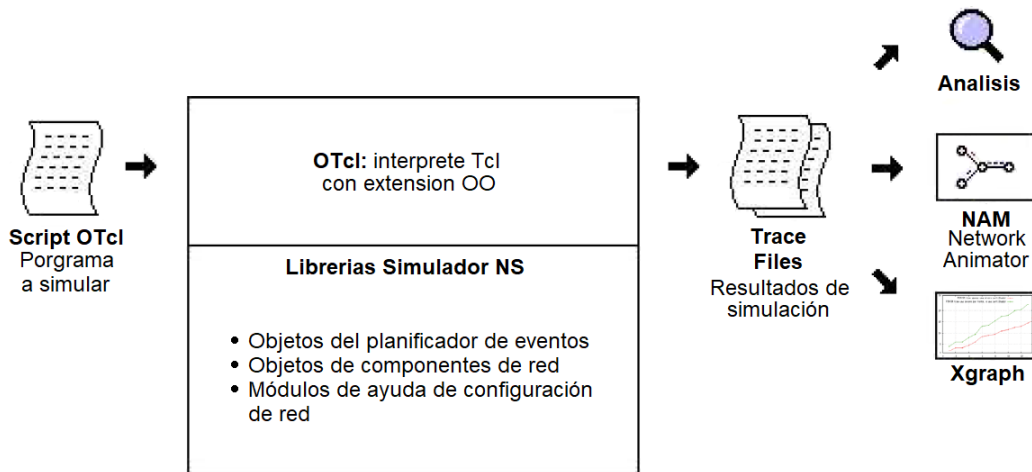 Script OTcl
Porgrama
a simular
OTcl: interprete Tcl
con extension OO
Librerias Simulador NS
• Objetos del planificador de eventos
• Objetos de componentes de red
• Módulos de ayuda de configuración
de red
Trace
Files
Resultados de
simulación
Analisis
NAM
Network
Animator
Xgraph